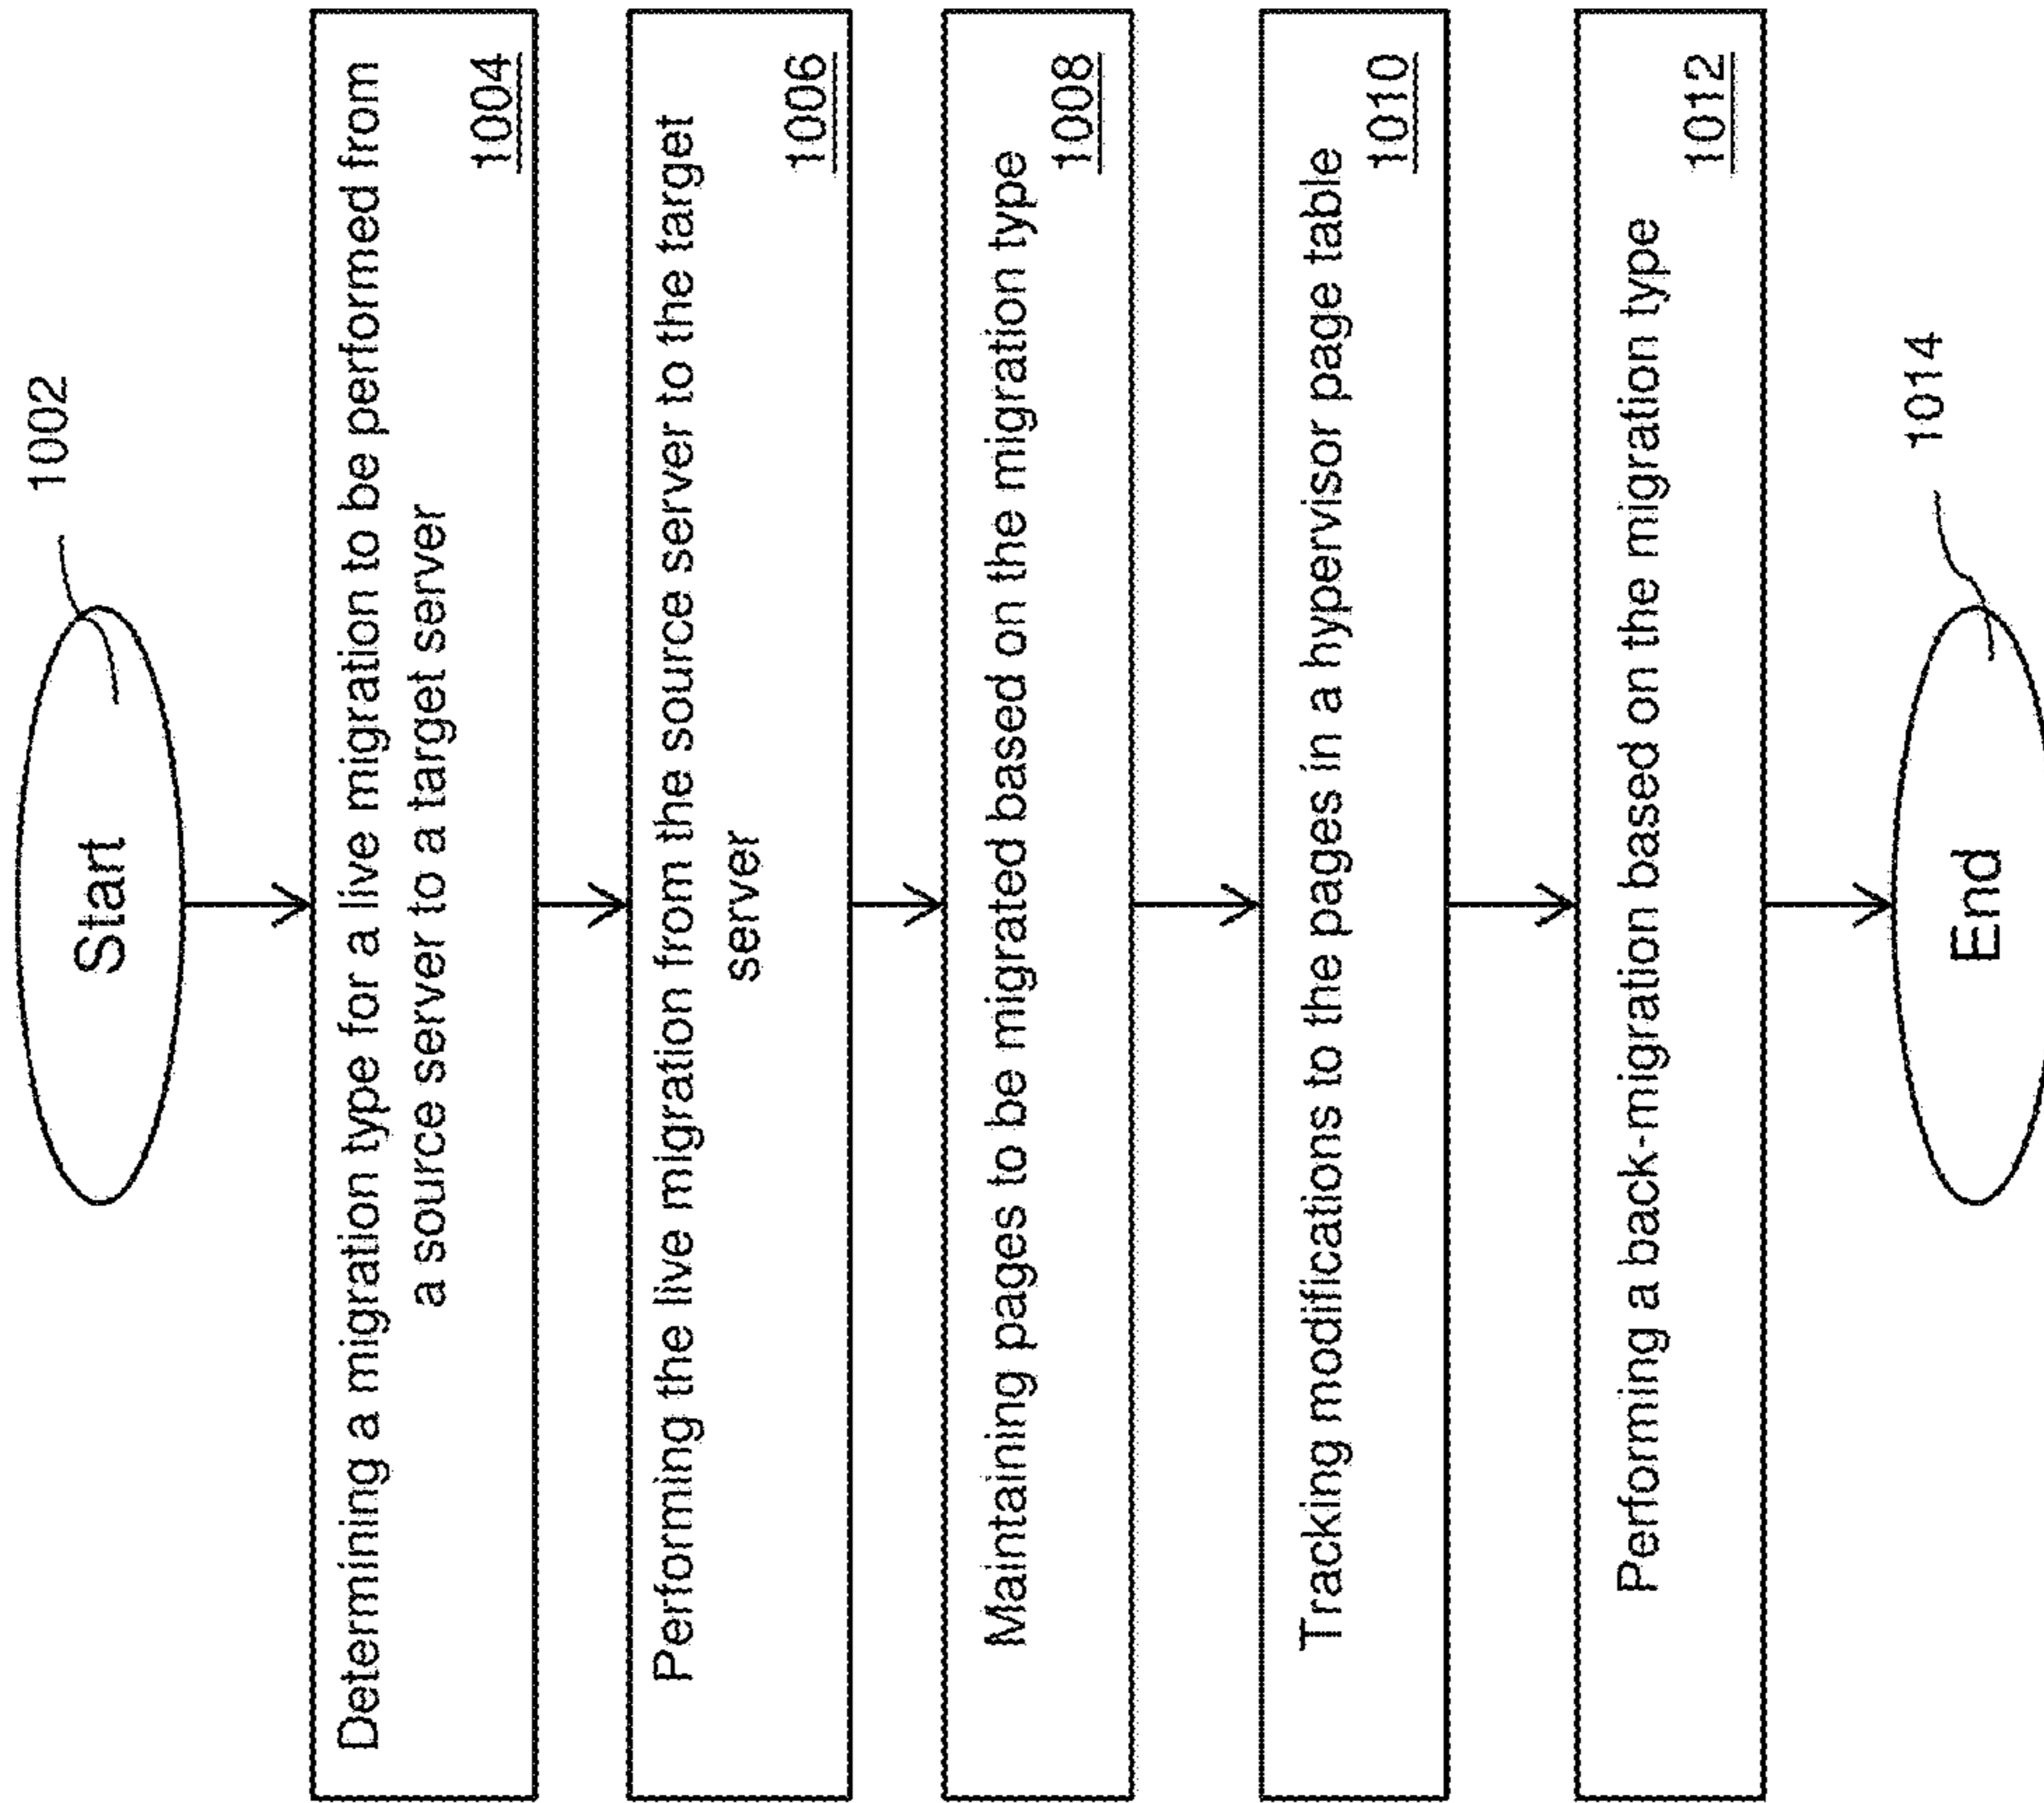 1002
Start
Determining a migration type for a live migration to be performed from
a source server to a target server
1004
Performing the live migration from the source server to the target
server
1006
Maintaining pages to be migrated based on the migration type
1008
Tracking modifications to the pages in a hypervisor page table
1010
Performing a back-migration based on the migration type
1012
1014
End